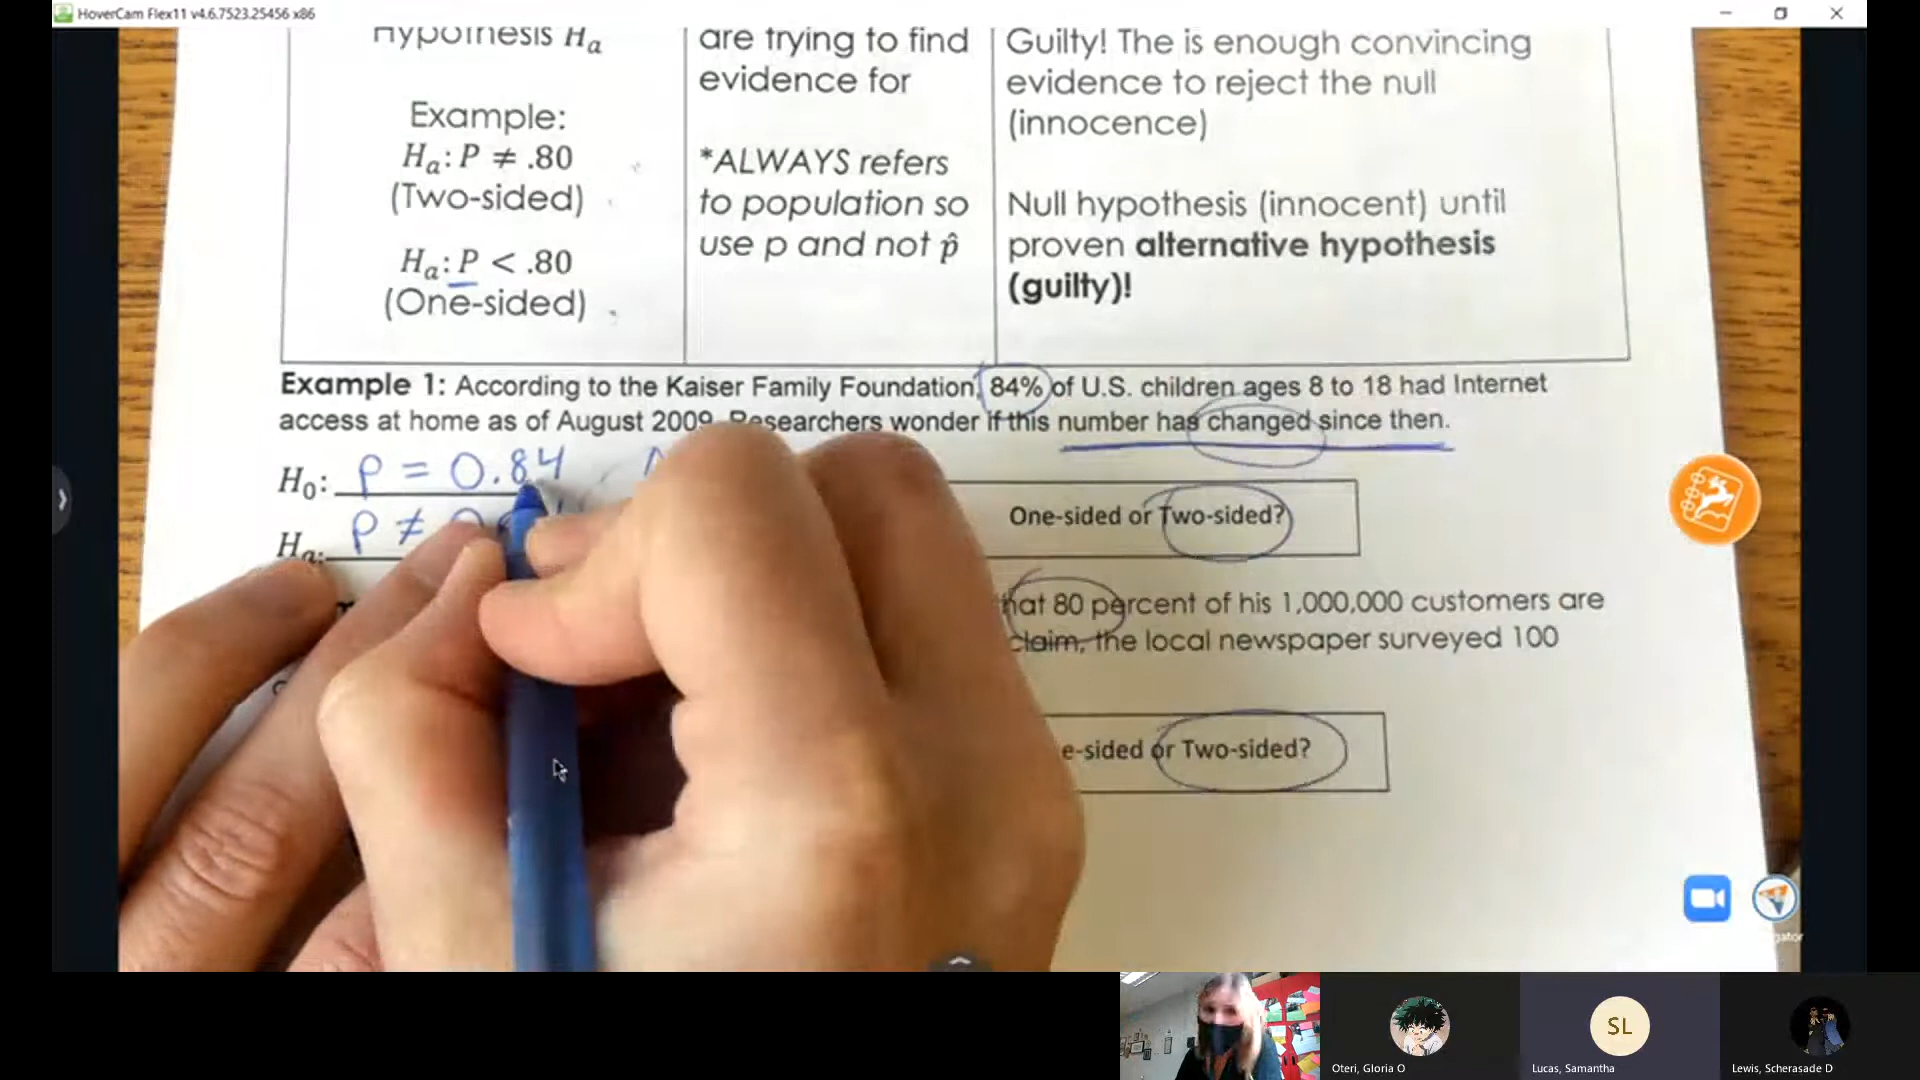 HoverCam Flex11 v4.6.7523.25456 x86
Hypothesis Hₐ
Example:
Hₐ: P ≠ .80
(Two-sided)
Hₐ: P < .80
(One-sided)
are trying to find
evidence for
*ALWAYS refers
to population so
use p and not p̂
Guilty! The is enough convincing
evidence to reject the null
(innocence)
Null hypothesis (innocent) until
proven alternative hypothesis
(guilty)!
Example 1: According to the Kaiser Family Foundation, 84% of U.S. children ages 8 to 18 had Internet
access at home as of August 2009. Researchers wonder if this number has changed since then.
H₀: P = 0.84
Hₐ: P ≠
One-sided or Two-sided?
that 80 percent of his 1,000,000 customers are
claim, the local newspaper surveyed 100
e-sided or Two-sided?
SL
Oteri, Gloria O
Lucas, Samantha
Lewis, Scherasade D